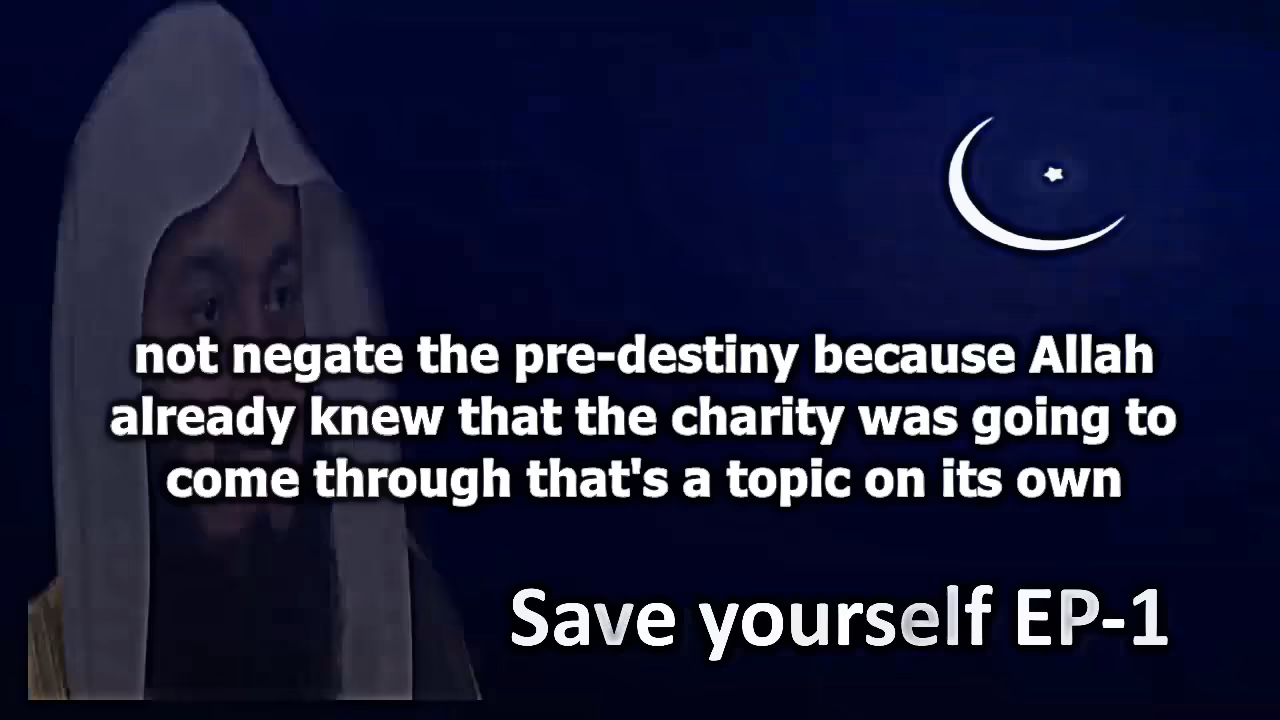 not negate the pre-destiny because Allah
already knew that the charity was going to
come through that's a topic on its own
Save yourself EP-1